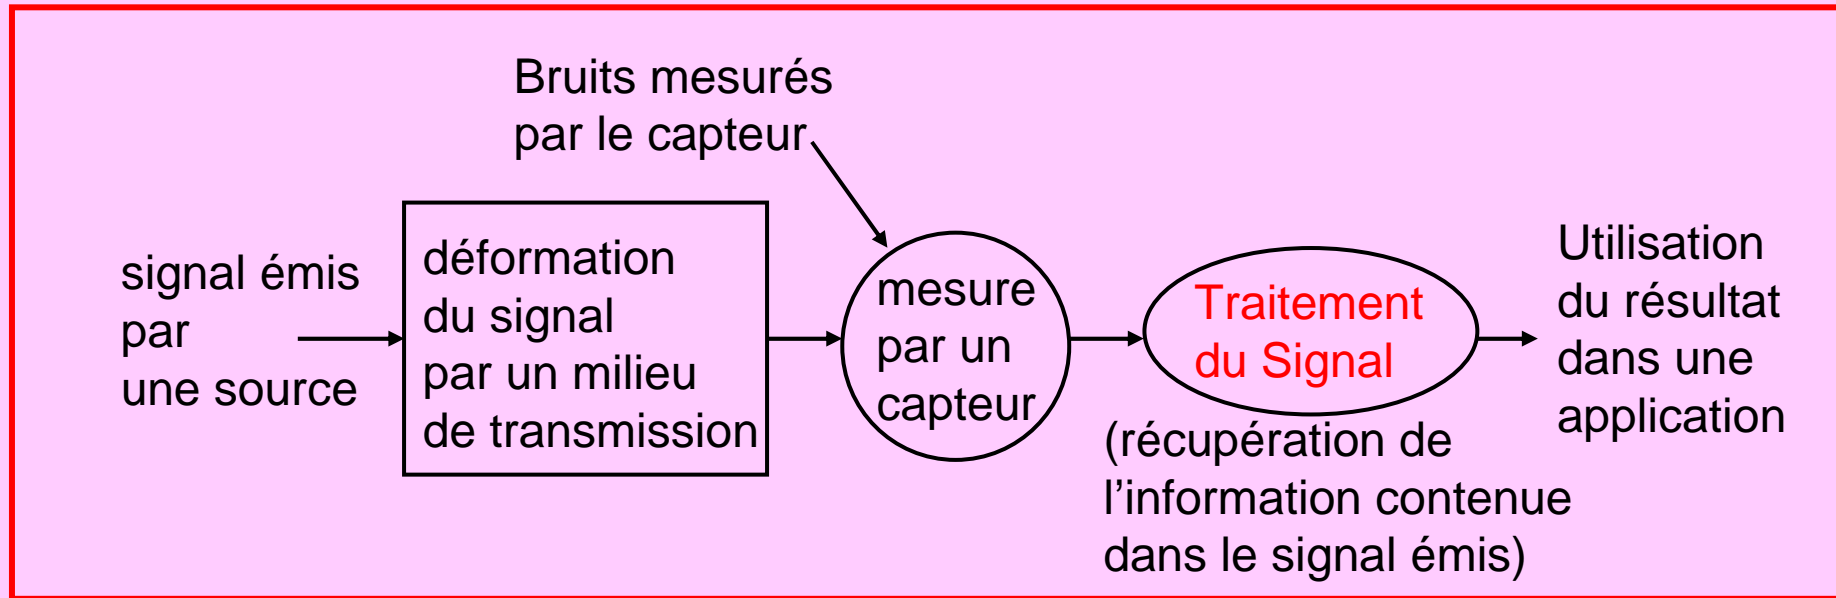 Bruits mesurés
par le capteur
signal émis
par
une source
déformation
du signal
par un milieu
de transmission
mesure
par un
capteur
Traitement
du Signal
(récupération de
l'information contenue
dans le signal émis)
Utilisation
du résultat
dans une
application